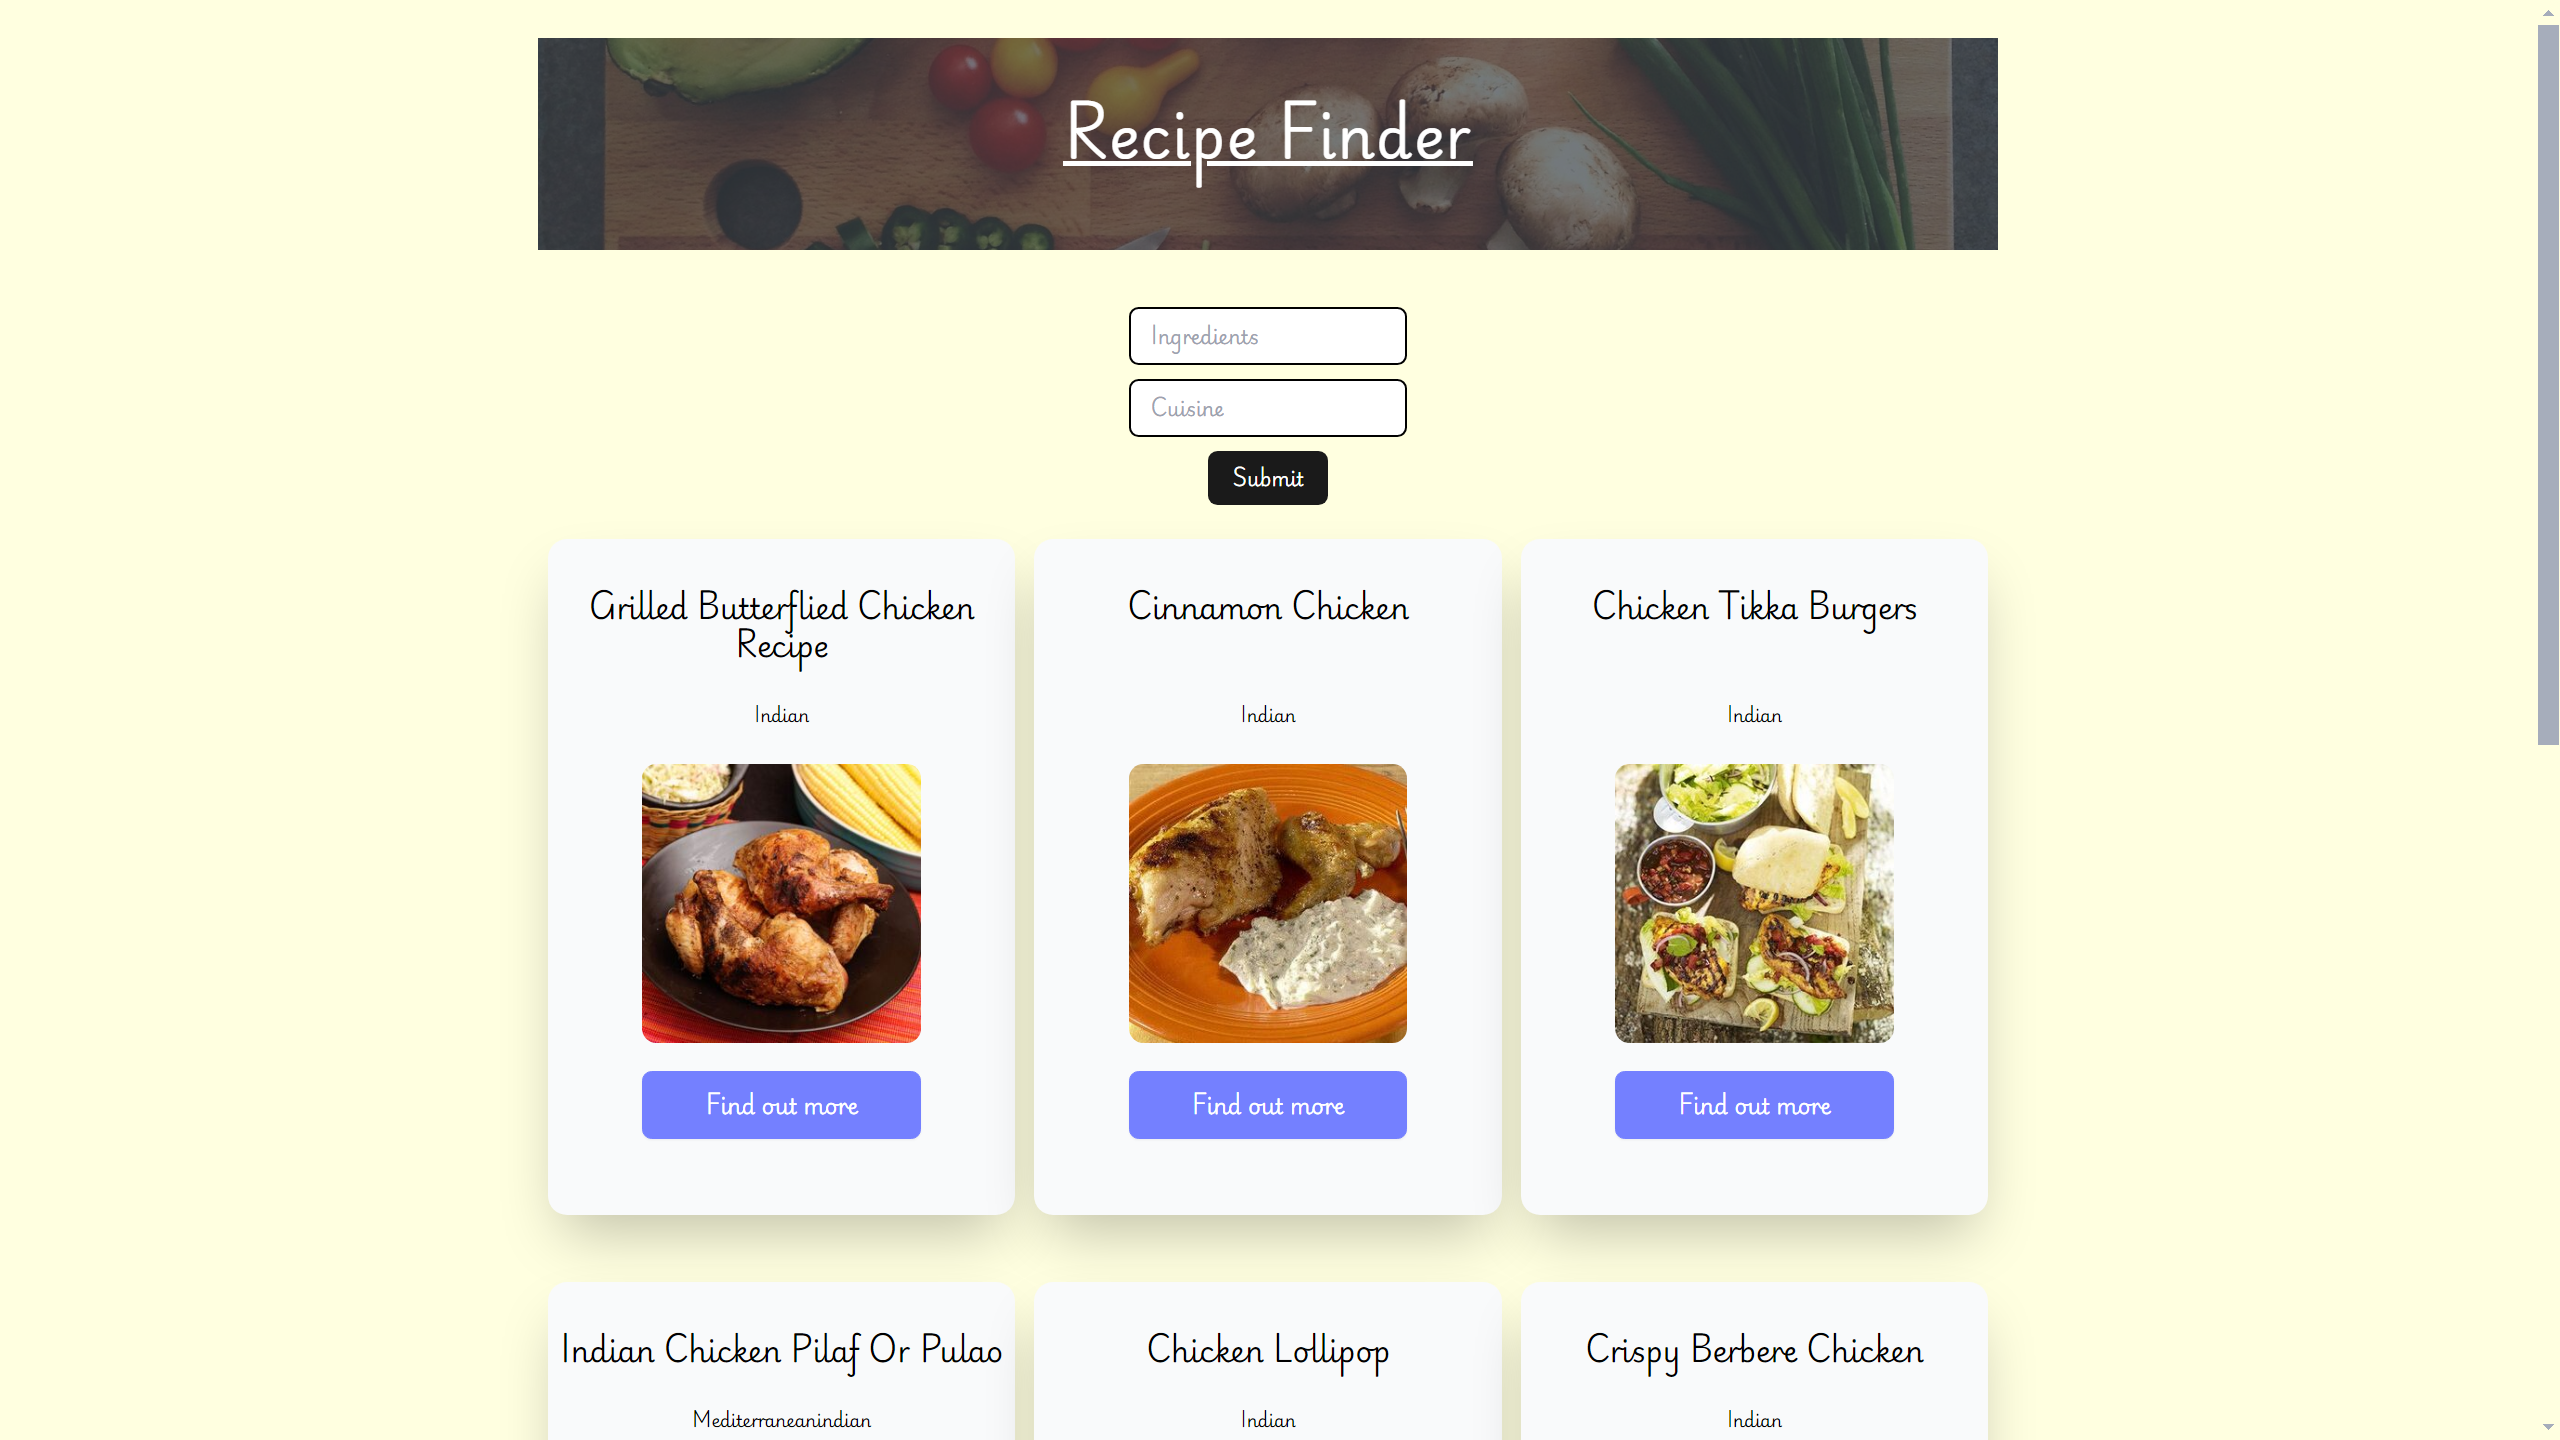 Recipe Finder
Ingredients
Cuisine
Submit
Grilled Butterflied Chicken
Recipe
Indian
Find out more
Cinnamon Chicken
Indian
Find out more
Chicken Tikka Burgers
Indian
Find out more
Indian Chicken Pilaf Or Pulao
Mediterraneanindian
Chicken Lollipop
Indian
Crispy Berbere Chicken
Indian